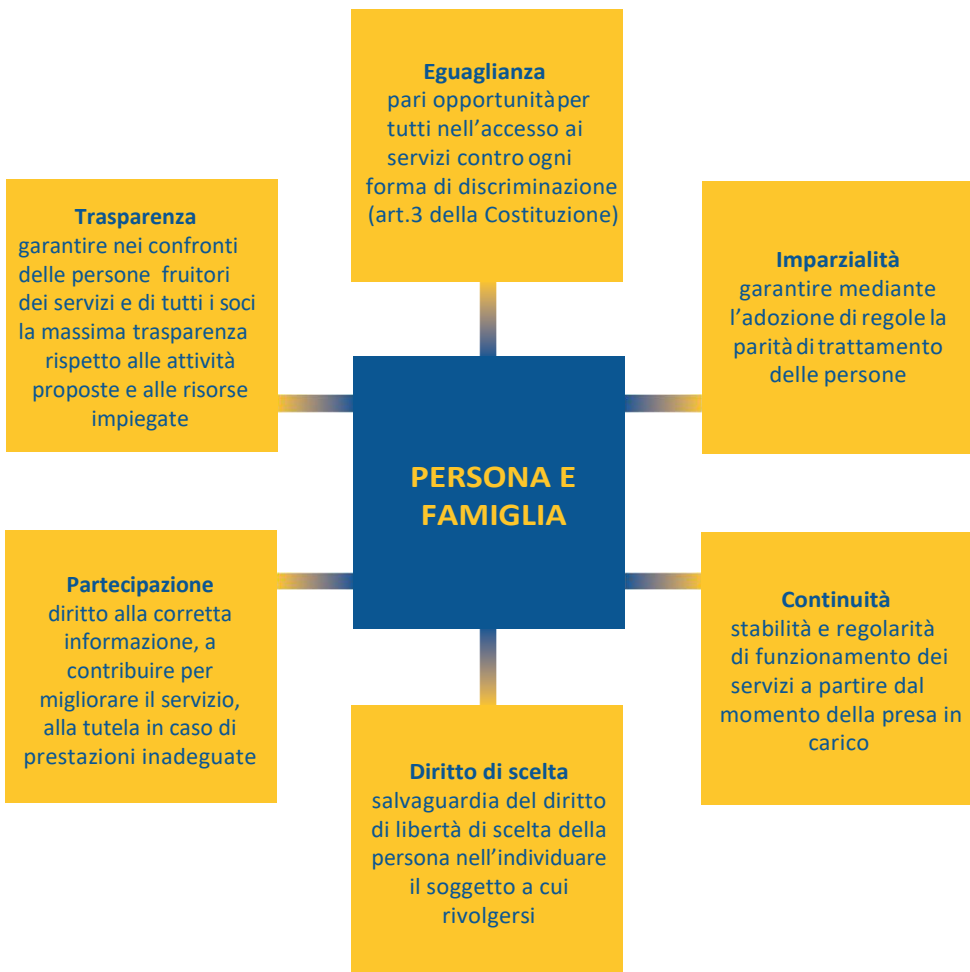 Eguaglianza
pari opportunità per
tutti nell’accesso ai
servizi contro ogni
forma di discriminazione
(art.3 della Costituzione)
Trasparenza
garantire nei confronti
delle persone fruitori
dei servizi e di tutti i soci
la massima trasparenza
rispetto alle attività
proposte e alle risorse
impiegate
Imparzialità
garantire mediante
l’adozione di regole la
parità di trattamento
delle persone
PERSONA E
FAMIGLIA
Partecipazione
diritto alla corretta
informazione, a
contribuire per
migliorare il servizio,
alla tutela in caso di
prestazioni inadeguate
Continuità
stabilità e regolarità
di funzionamento dei
servizi a partire dal
momento della presa in
carico
Diritto di scelta
salvaguardia del diritto
di libertà di scelta della
persona nell’individuare
il soggetto a cui
rivolgersi